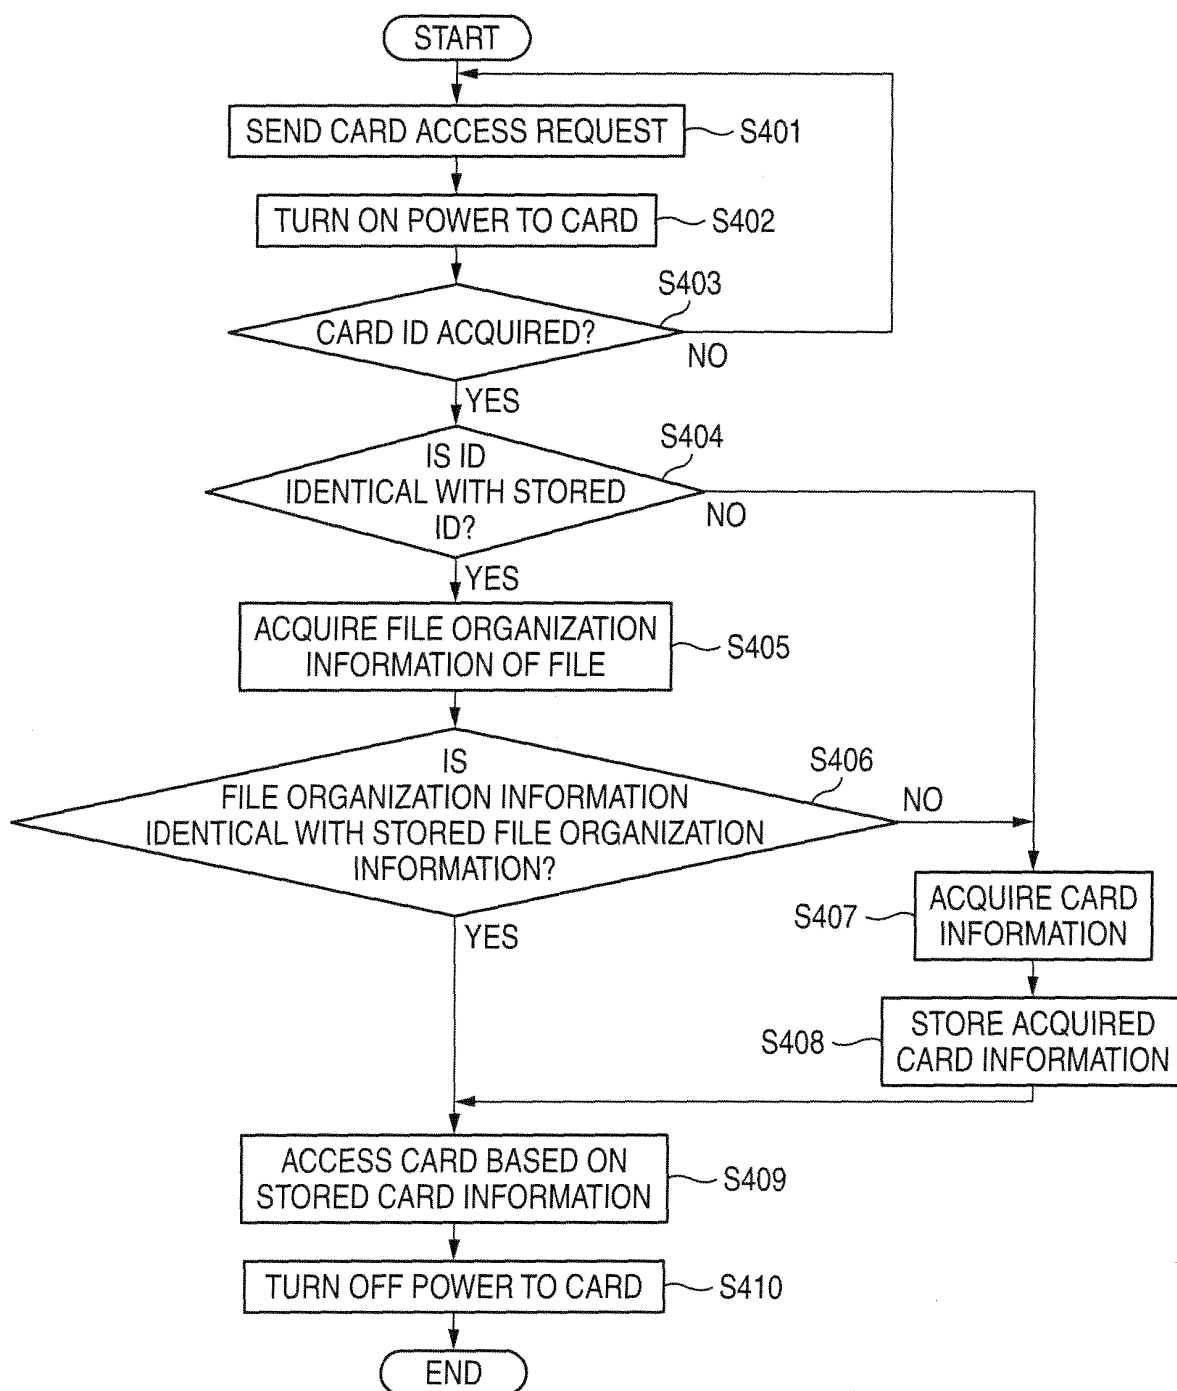 START
SEND CARD ACCESS REQUEST
S401
TURN ON POWER TO CARD
S402
S403
CARD ID ACQUIRED?
NO
YES
S404
IS ID
IDENTICAL WITH STORED
ID?
NO
YES
ACQUIRE FILE ORGANIZATION
INFORMATION OF FILE
S405
IS
FILE ORGANIZATION INFORMATION
IDENTICAL WITH STORED FILE ORGANIZATION
INFORMATION?
S406
NO
YES
S407
ACQUIRE CARD
INFORMATION
S408
STORE ACQUIRED
CARD INFORMATION
ACCESS CARD BASED ON
STORED CARD INFORMATION
S409
TURN OFF POWER TO CARD
S410
END